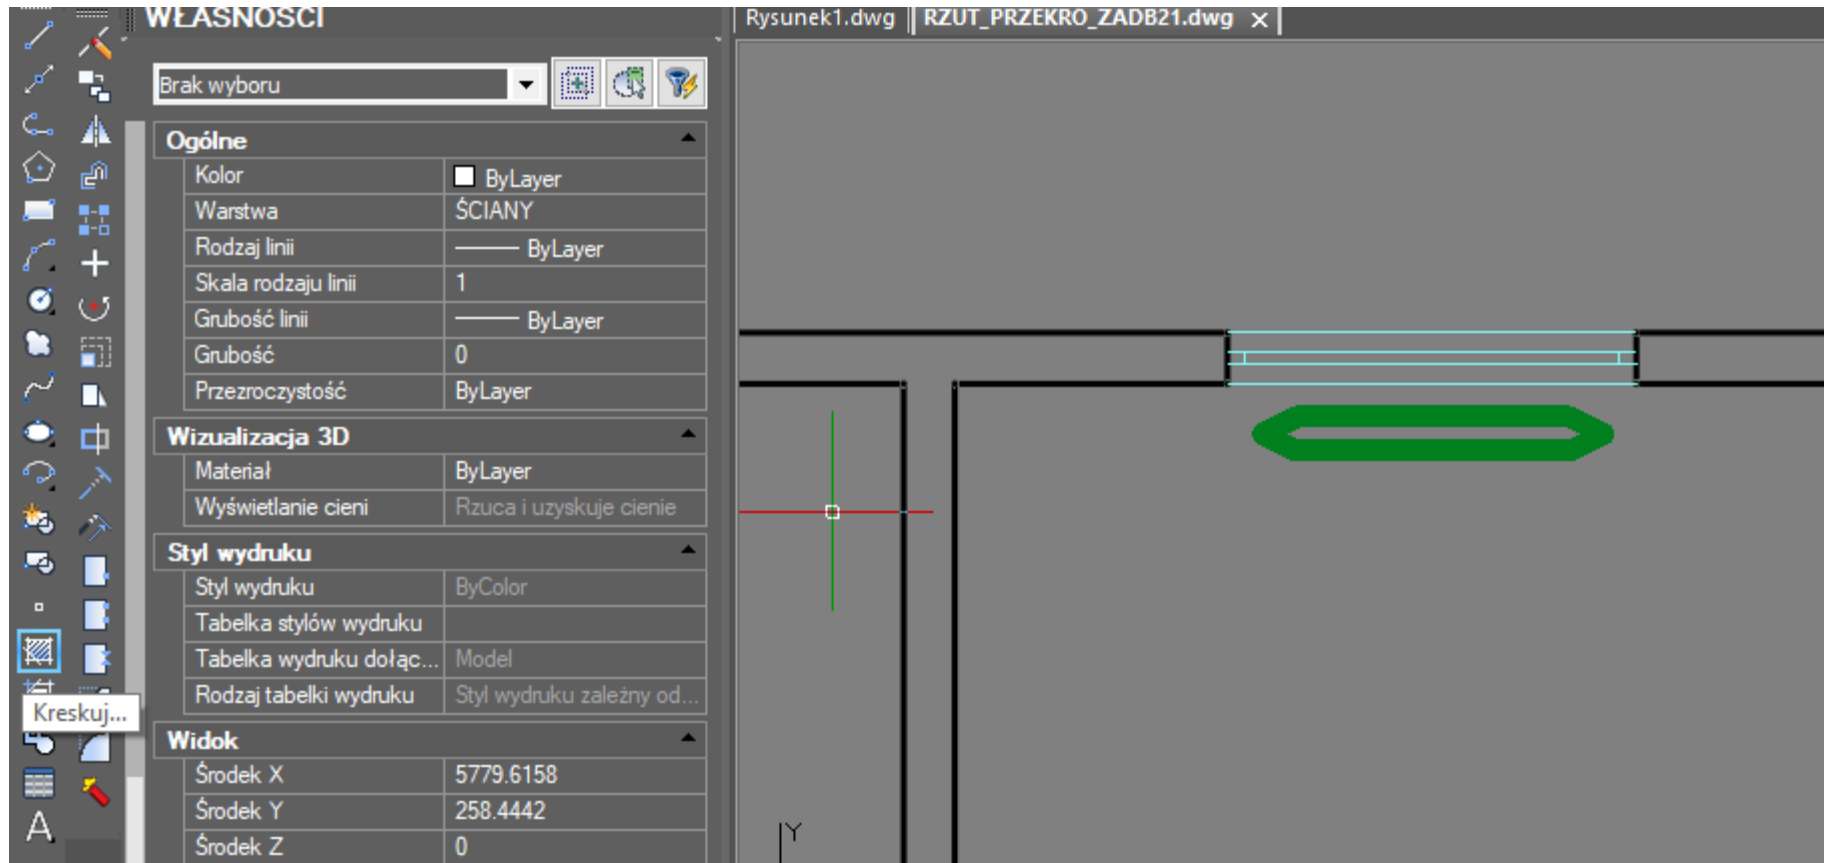 WŁASNOŚCI
Rysunek1.dwg RZUT_PRZEKRO_ZADB21.dwg
Brak wyboru
Ogólne
Kolor ByLayer
Warstwa ŚCIANY
Rodzaj linii ByLayer
Skala rodzaju linii 1
Grubość linii ByLayer
Grubość 0
Przezroczystość ByLayer
Wizualizacja 3D
Materiał ByLayer
Wyświetlanie cieni Rzuca i uzyskuje cienie
Styl wydruku
Styl wydruku ByColor
Tabelka stylów wydruku
Tabelka wydruku dołąc... Model
Rodzaj tabelki wydruku Styl wydruku zależny od...
Kreskuj...
Widok
Środek X 5779.6158
Środek Y 258.4442
Środek Z 0
A
Y